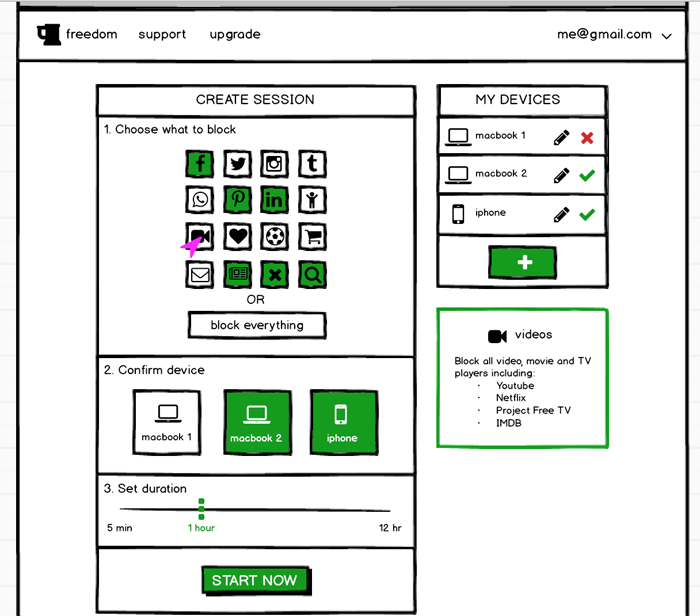 freedom support upgrade me@gmail.com
CREATE SESSION
1. Choose what to block
f t
P in
OR
block everything
2. Confirm device
macbook 1 macbook 2 iphone
3. Set duration
5 min 1 hour 12 hr
START NOW
MY DEVICES
macbook 1
macbook 2
iphone
+
videos
Block all video, movie and TV
players including:
· Youtube
· Netflix
· Project Free TV
· IMDB